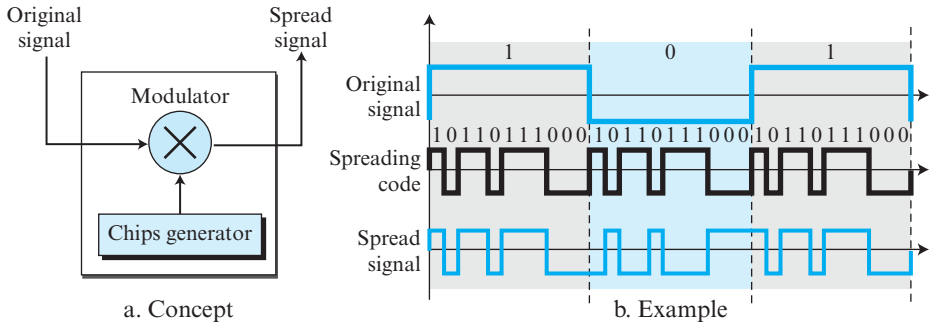 Original
signal
Spread
signal
Modulator
Chips generator
a. Concept
1 0 1
Original
signal
1 0 1 1 0 1 1 1 0 0 0 1 0 1 1 0 1 1 1 0 0 0 1 0 1 1 0 1 1 1 0 0 0
Spreading
code
Spread
signal
b. Example